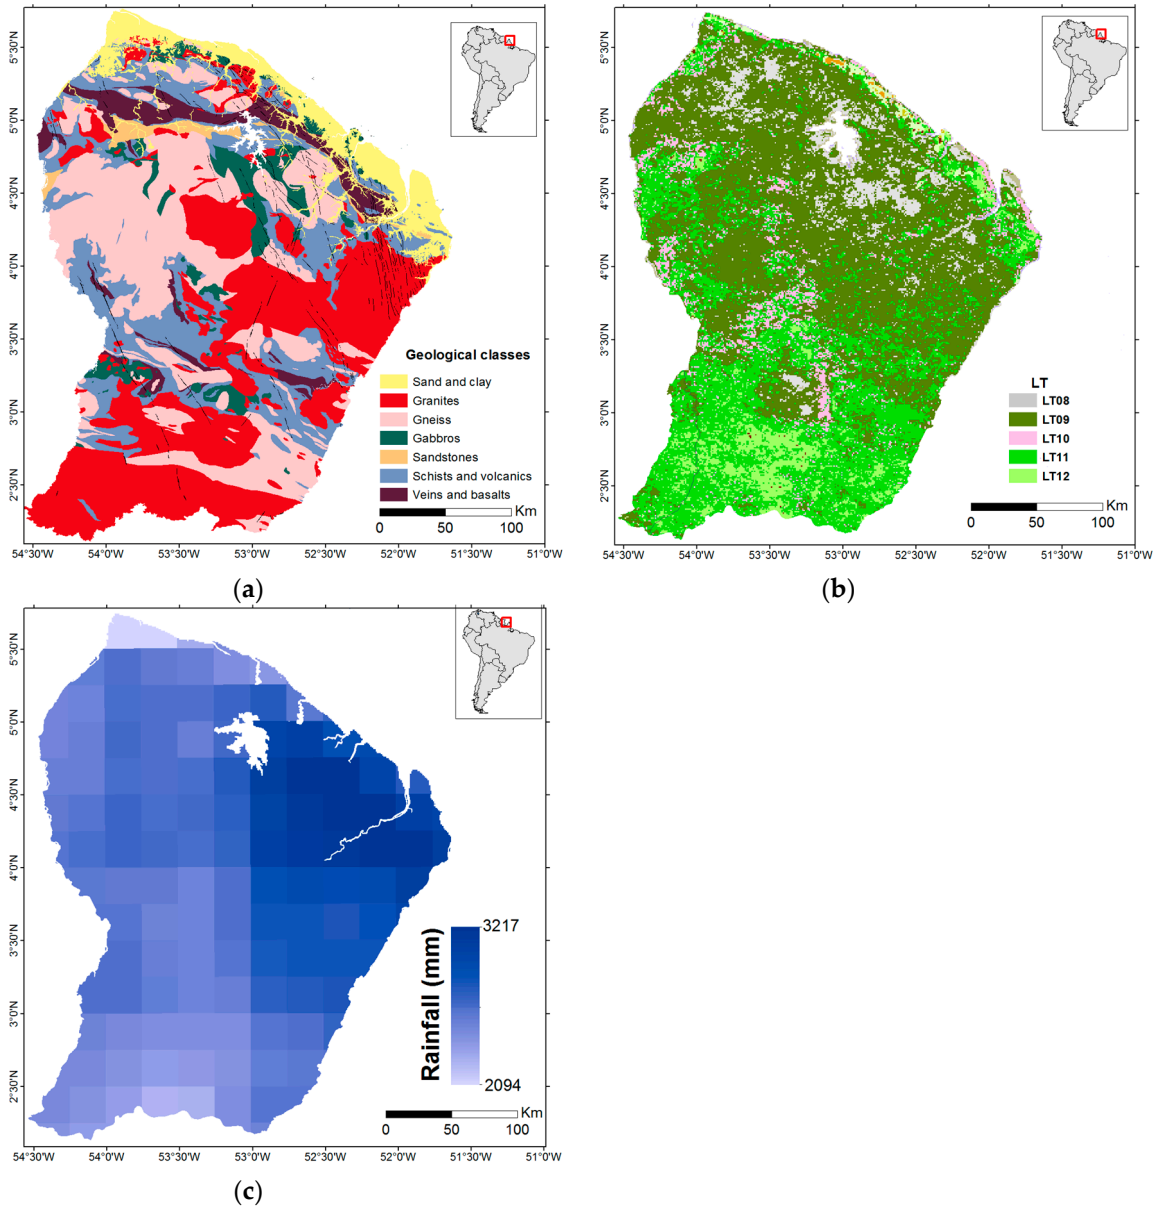 5°30'N
5°0'N
4°30'N
4°0'N
3°30'N
3°0'N
2°30'N
Geological classes
Sand and clay
Granites
Gneiss
Gabbros
Sandstones
Schists and volcanics
Veins and basalts
Km
0 50 100
54°30'W 54°0'W 53°30'W 53°0'W 52°30'W 52°0'W 51°30'W 51°0'W
(a)
5°30'N
5°0'N
4°30'N
4°0'N
3°30'N
3°0'N
2°30'N
LT
LT08
LT09
LT10
LT11
LT12
Km
0 50 100
54°30'W 54°0'W 53°30'W 53°0'W 52°30'W 52°0'W 51°30'W 51°0'W
(b)
5°30'N
5°0'N
4°30'N
4°0'N
3°30'N
3°0'N
2°30'N
Rainfall (mm)
3217
2094
Km
0 50 100
54°30'W 54°0'W 53°30'W 53°0'W 52°30'W 52°0'W 51°30'W 51°0'W
(c)